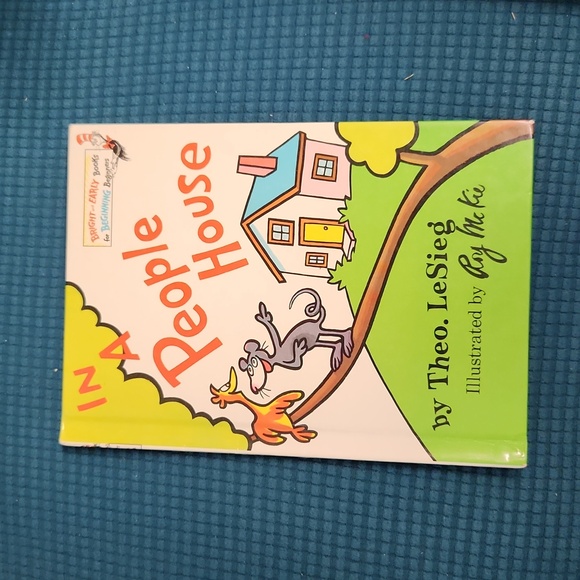 BRIGHT and EARLY BOOKS
for BEGINNING Beginners
IN
A
People
House
by Theo. LeSieg
Illustrated by Roy McKie